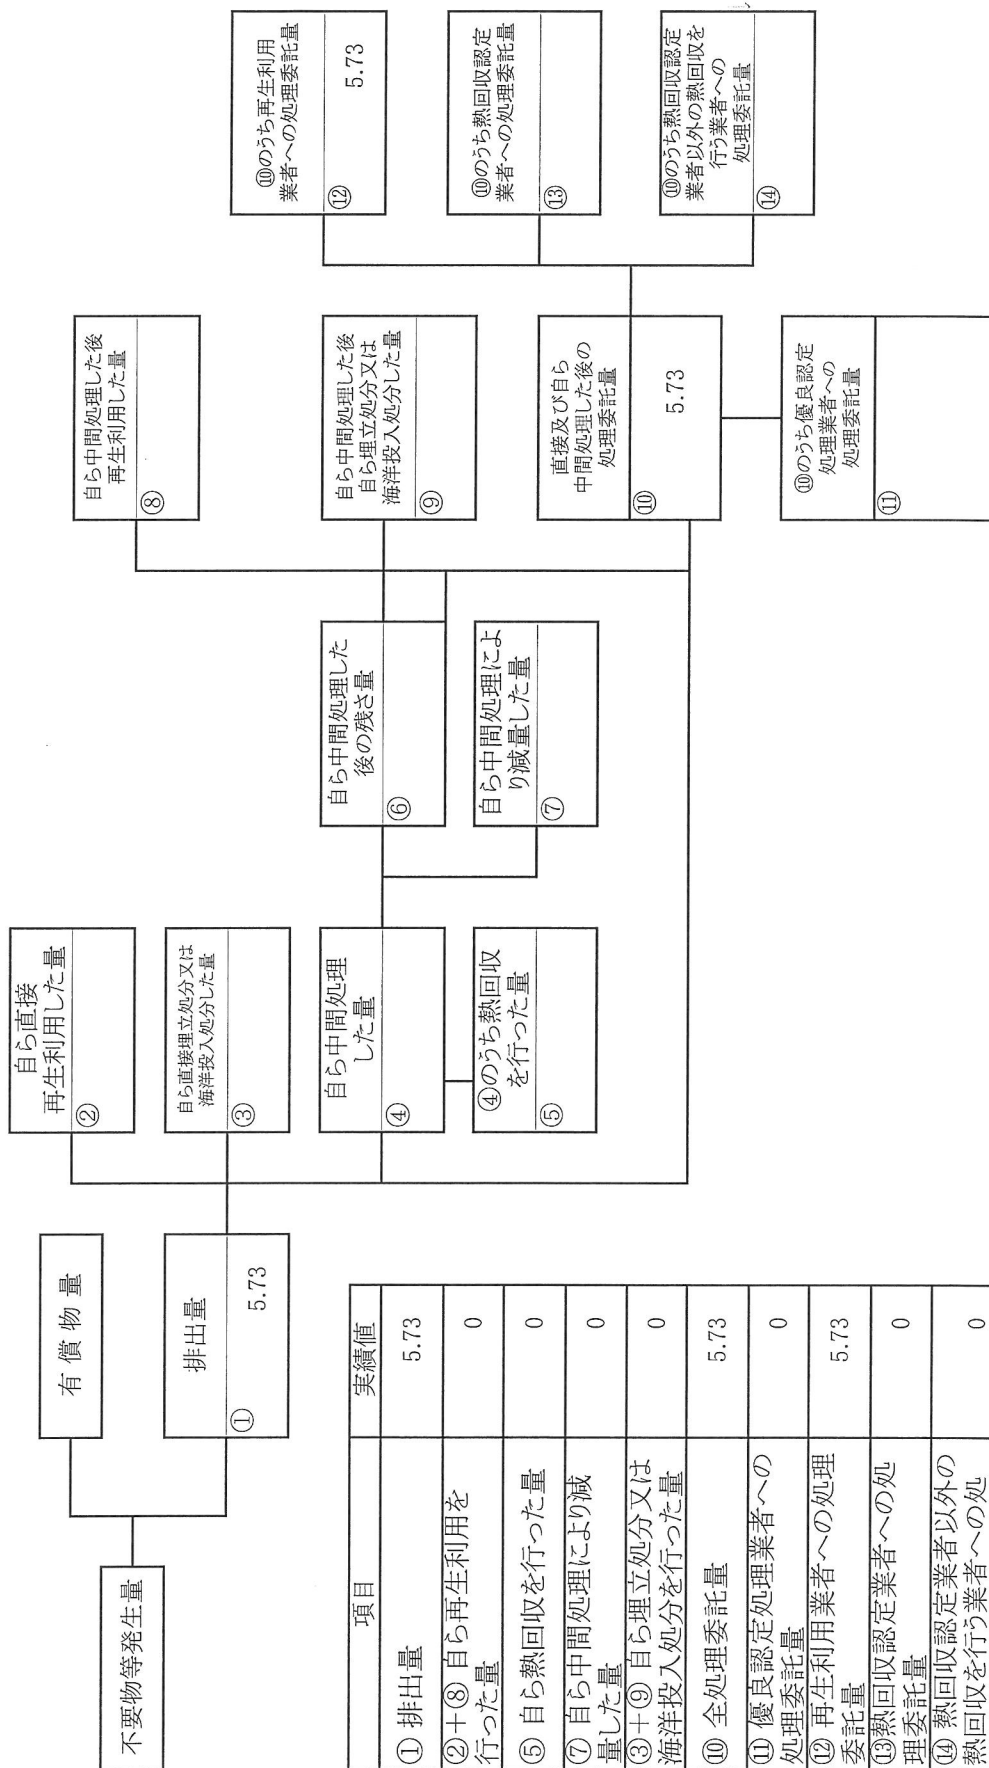 不要物等発生量
有償物量
排出量
①
5.73
自ら直接
再生利用した量
②
自ら直接埋立処分又は
海洋投入処分した量
③
自ら中間処理
した量
④
④のうち熱回収
を行った量
⑤
自ら中間処理した
後の残さ量
⑥
自ら中間処理によ
り減量した量
⑦
自ら中間処理した後
再生利用した量
⑧
自ら中間処理した後
自ら埋立処分又は
海洋投入処分した量
⑨
直接及び自ら
中間処理した後の
処理委託量
⑩
5.73
⑩のうち優良認定
処理業者への
処理委託量
⑪
⑩のうち再生利用
業者への処理委託量
⑫
5.73
⑩のうち熱回収認定
業者への処理委託量
⑬
⑩のうち熱回収認定
業者以外の熱回収を
行う業者への
処理委託量
⑭
項目 実績値
① 排出量 5.73
②+⑧ 自ら再生利用を
行った量 0
⑤ 自ら熱回収を行った量 0
⑦ 自ら中間処理により減
量した量 0
③+⑨ 自ら埋立処分又は
海洋投入処分を行った量 0
⑩ 全処理委託量 5.73
⑪ 優良認定処理業者への
処理委託量 0
⑫ 再生利用業者への処理
委託量 5.73
⑬熱回収認定業者への処
理委託量 0
⑭ 熱回収認定業者以外の
熱回収を行う業者への処 0